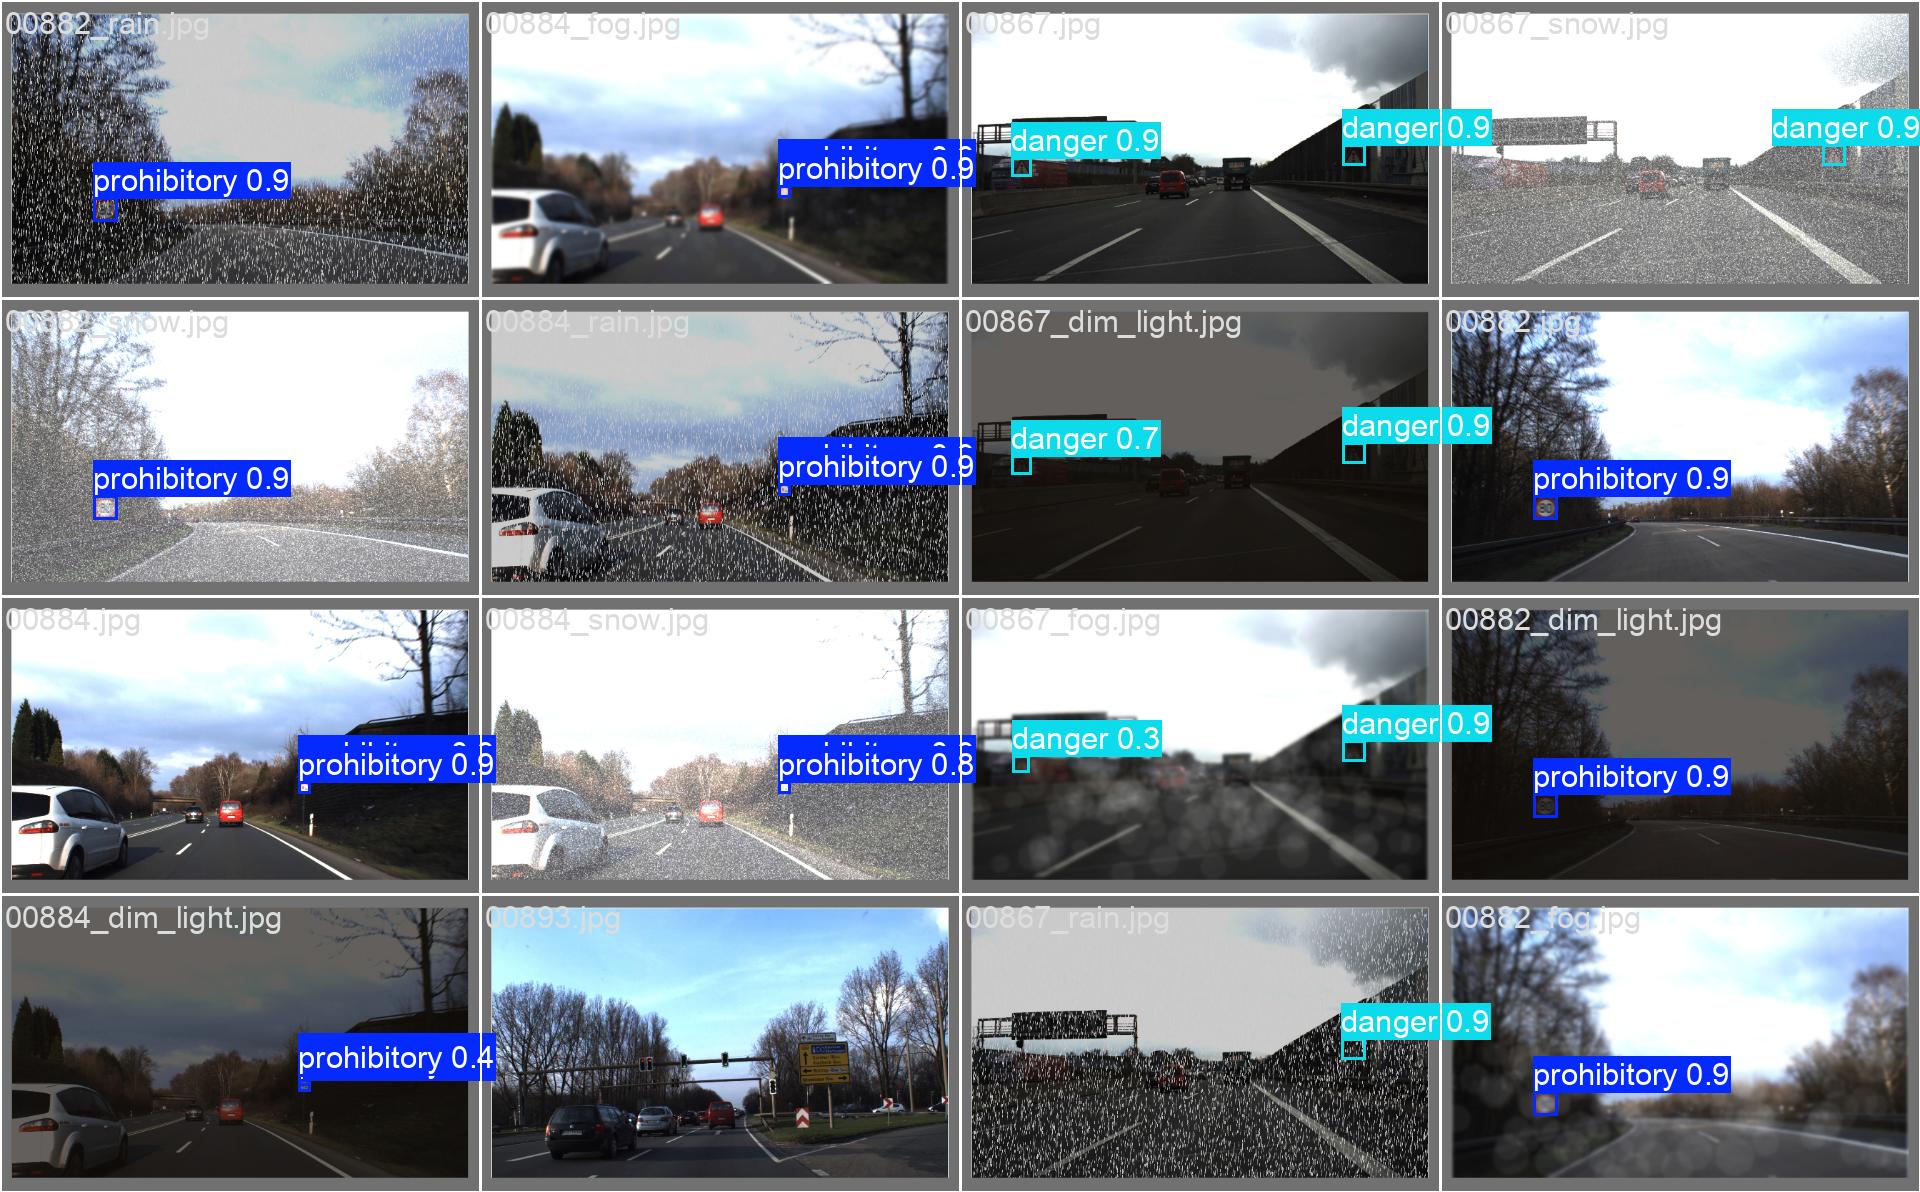 00882_rain.jpg
prohibitory 0.9
00884_fog.jpg
prohibitory 0.9
00867.jpg
danger 0.9
danger 0.9
00867_snow.jpg
danger 0.9
00882_snow.jpg
prohibitory 0.9
00884_rain.jpg
prohibitory 0.9
00867_dim_light.jpg
danger 0.7
danger 0.9
00882.jpg
prohibitory 0.9
80
00884.jpg
prohibitory 0.9
00884_snow.jpg
prohibitory 0.8
00867_fog.jpg
danger 0.3
danger 0.9
00882_dim_light.jpg
prohibitory 0.9
00884_dim_light.jpg
prohibitory 0.4
00893.jpg
00867_rain.jpg
danger 0.9
00882_fog.jpg
prohibitory 0.9